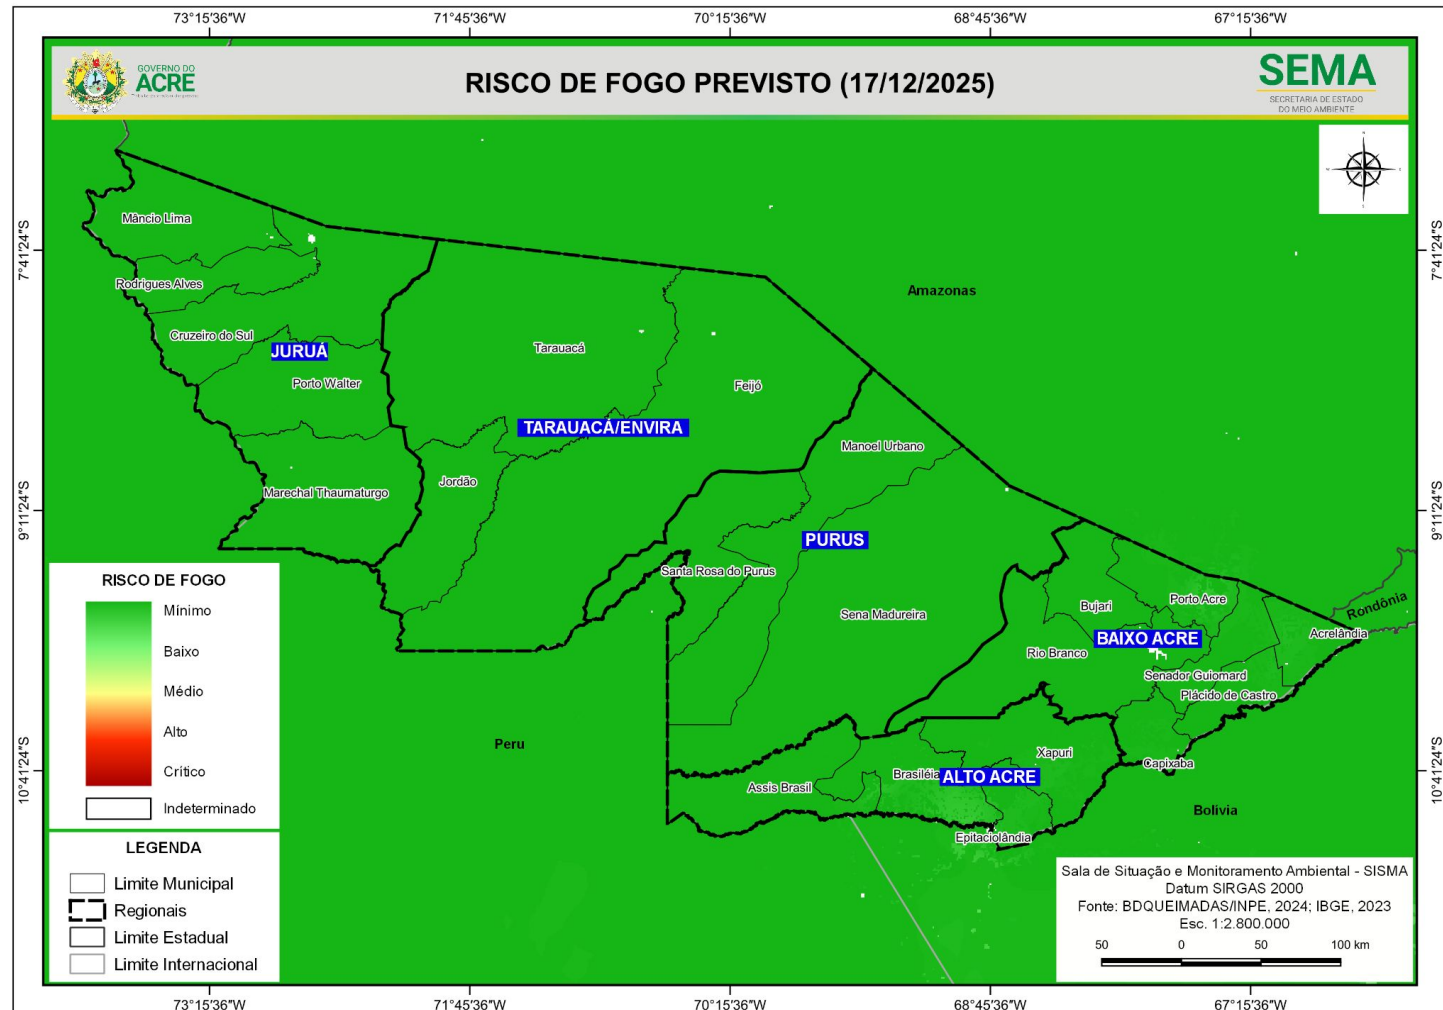 73°15'36"W
71°45'36"W
70°15'36"W
68°45'36"W
67°15'36"W
GOVERNO DO
ACRE
RISCO DE FOGO PREVISTO (17/12/2025)
SEMA
SECRETARIA DE ESTADO
DO MEIO AMBIENTE
7°41'24"S
7°41'24"S
Mâncio Lima
Rodrigues Alves
Cruzeiro do Sul
JURUÁ
Porto Walter
Marechal Thaumaturgo
Tarauacá
Feijó
TARAUACÁ/ENVIRA
Jordão
Amazonas
Manoel Urbano
PURUS
Santa Rosa do Purus
Sena Madureira
9°11'24"S
9°11'24"S
Bujari
Porto Acre
BAIXO ACRE
Rio Branco
Acrelândia
Rondônia
Senador Guiomard
Plácido de Castro
Capixaba
Xapuri
ALTO ACRE
Brasiléia
Assis Brasil
Epitaciolândia
Peru
Bolivia
10°41'24"S
10°41'24"S
RISCO DE FOGO
Mínimo
Baixo
Médio
Alto
Crítico
Indeterminado
LEGENDA
Limite Municipal
Regionais
Limite Estadual
Limite Internacional
Sala de Situação e Monitoramento Ambiental - SISMA
Datum SIRGAS 2000
Fonte: BDQUEIMADAS/INPE, 2024; IBGE, 2023
Esc. 1:2.800.000
50 0 50 100 km
73°15'36"W
71°45'36"W
70°15'36"W
68°45'36"W
67°15'36"W